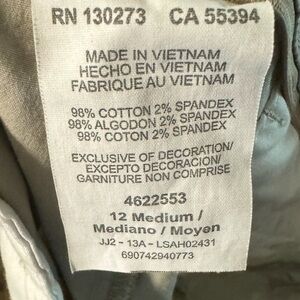 RN 130273 CA 55394
MADE IN VIETNAM
HECHO EN VIETNAM
FABRIQUE AU VIETNAM
98% COTTON 2% SPANDEX
98% ALGODON 2% SPANDEX
98% COTON 2% SPANDEX
EXCLUSIVE OF DECORATION/
EXCEPTO DECORACION/
GARNITURE NON COMPRISE
4622553
12 Medium /
Mediano / Moyen
JJ2 - 13A - LSAH02431
690742940773